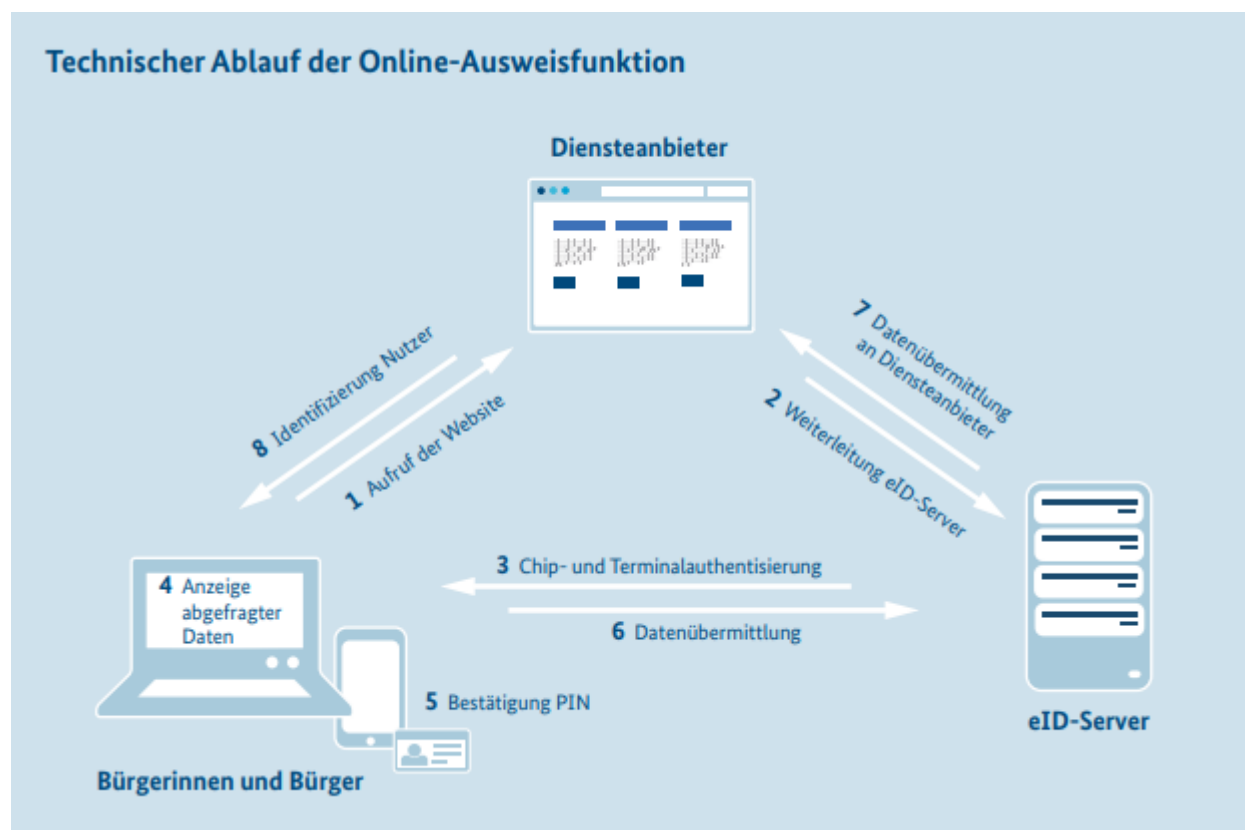 Technischer Ablauf der Online-Ausweisfunktion
Diensteanbieter
8 Identifizierung Nutzer
1 Aufruf der Website
7 Datenübermittlung
an Diensteanbieter
2 Weiterleitung eID-Server
3 Chip- und Terminalauthentisierung
4 Anzeige
abgefragter
Daten
6 Datenübermittlung
5 Bestätigung PIN
eID-Server
Bürgerinnen und Bürger